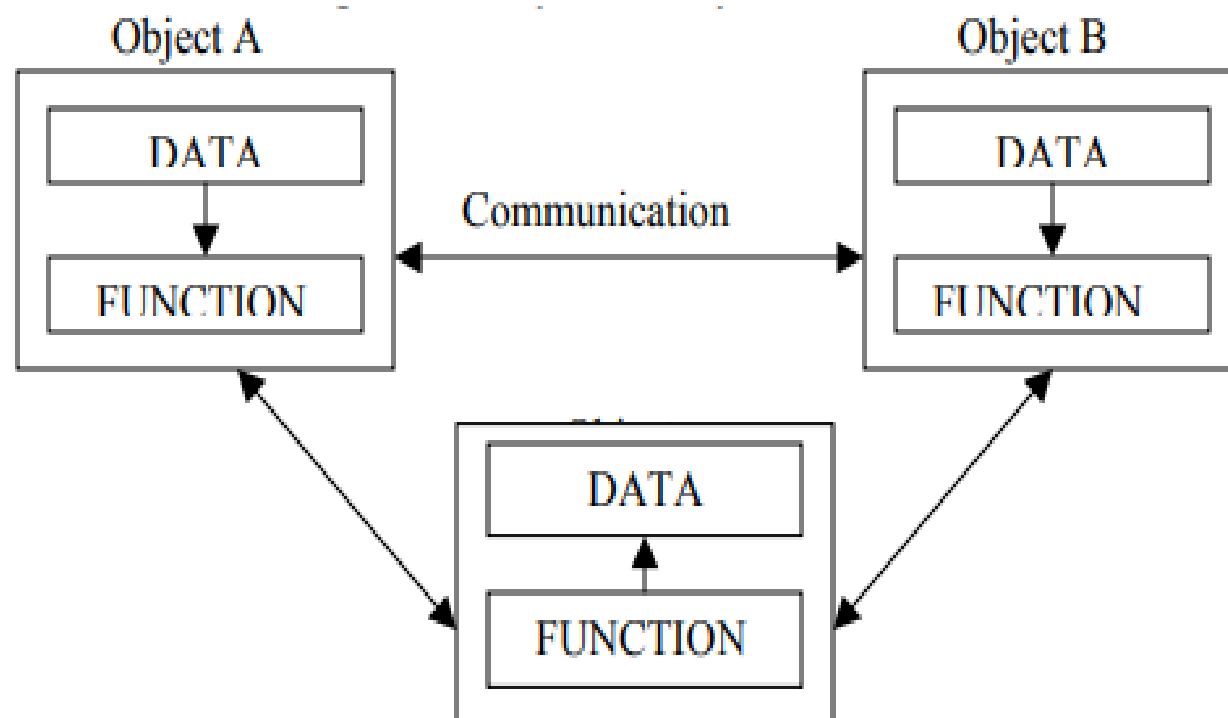 Object A
Object B
DATA
DATA
Communication
FUNCTION
FUNCTION
DATA
FUNCTION